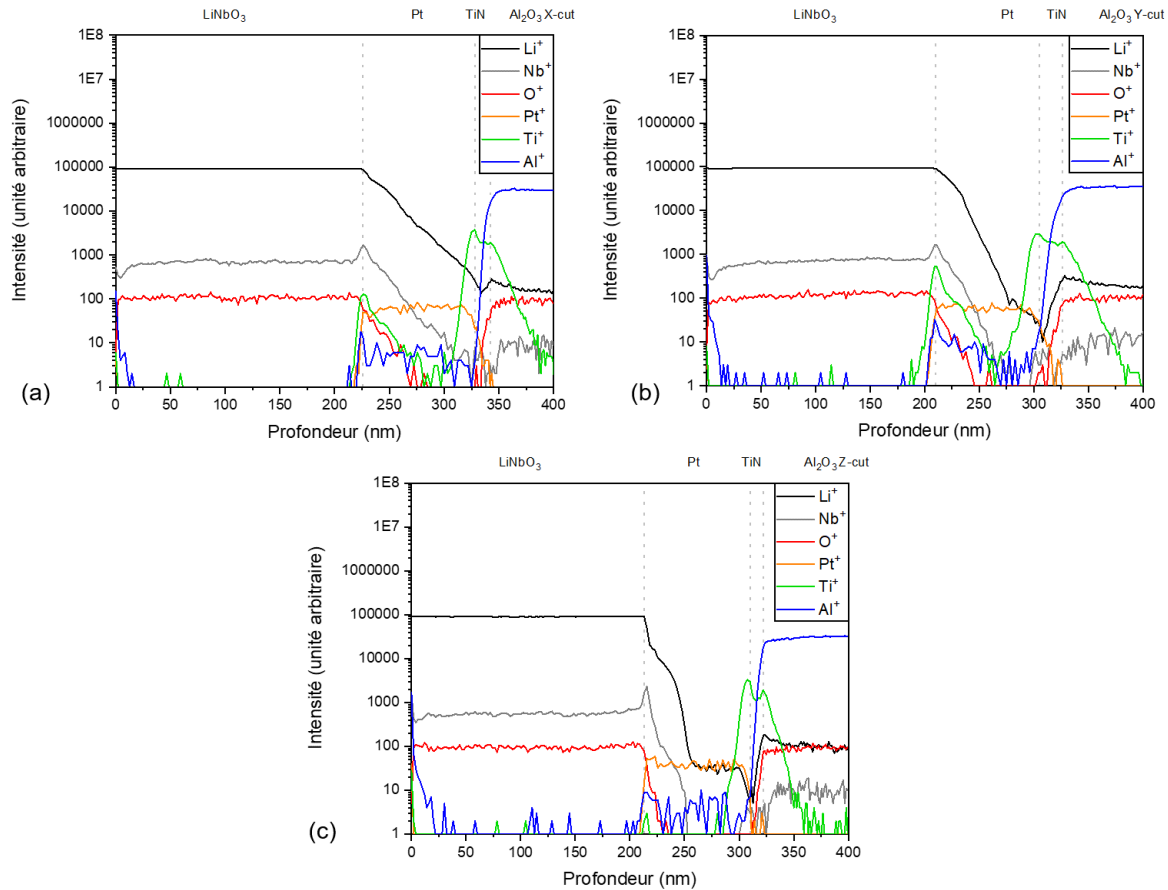 LiNbO₃ Pt TiN Al₂O₃ X-cut
1E8
1E7
1000000
100000
10000
1000
100
10
1
Intensité (unité arbitraire)
Li⁺
Nb⁺
O⁺
Pt⁺
Ti⁺
Al⁺
(a)
0 50 100 150 200 250 300 350 400
Profondeur (nm)
LiNbO₃ Pt TiN Al₂O₃ Y-cut
1E8
1E7
1000000
100000
10000
1000
100
10
1
Intensité (unité arbitraire)
Li⁺
Nb⁺
O⁺
Pt⁺
Ti⁺
Al⁺
(b)
0 50 100 150 200 250 300 350 400
Profondeur (nm)
LiNbO₃ Pt TiN Al₂O₃ Z-cut
1E8
1E7
1000000
100000
10000
1000
100
10
1
Intensité (unité arbitraire)
Li⁺
Nb⁺
O⁺
Pt⁺
Ti⁺
Al⁺
(c)
0 50 100 150 200 250 300 350 400
Profondeur (nm)